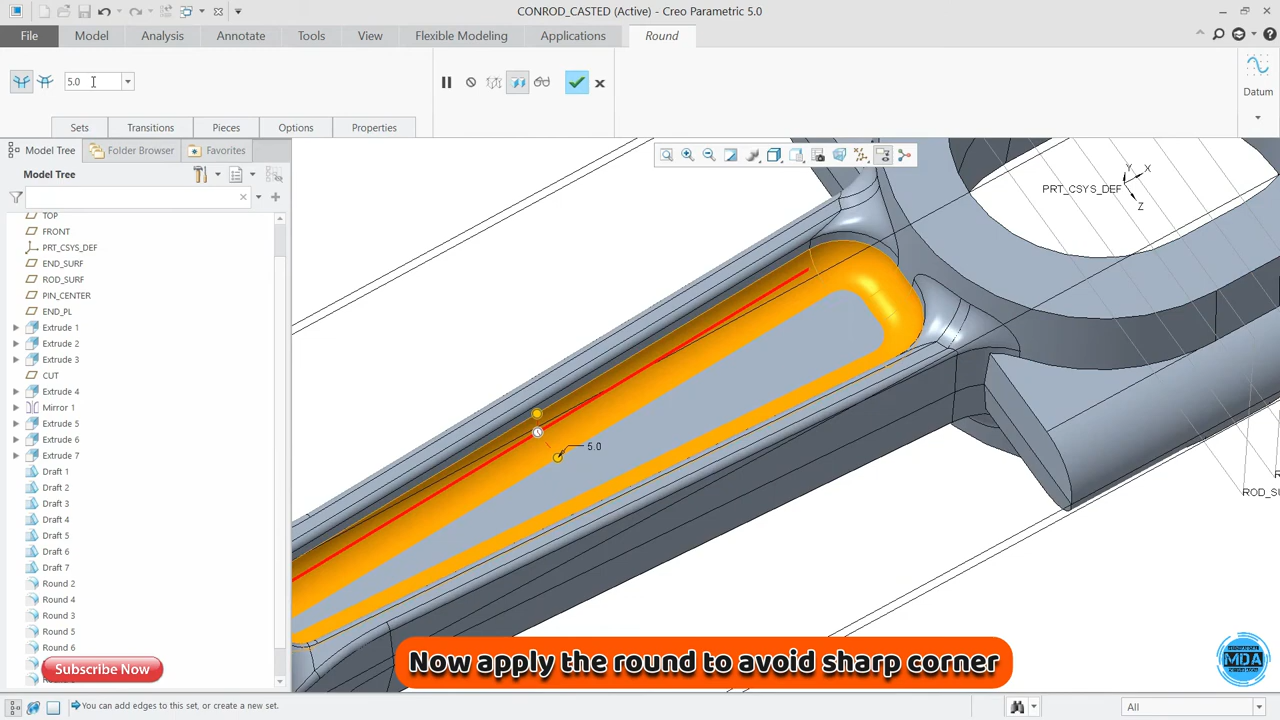 CONROD_CASTED (Active) - Creo Parametric 5.0
File Model Analysis Annotate Tools View Flexible Modeling Applications Round
5.0
Datum
Sets Transitions Pieces Options Properties
Model Tree Folder Browser Favorites
Model Tree
TOP
FRONT
PRT_CSYS_DEF
END_SURF
ROD_SURF
PIN_CENTER
END_PL
Extrude 1
Extrude 2
Extrude 3
CUT
Extrude 4
Mirror 1
Extrude 5
Extrude 6
Extrude 7
Draft 1
Draft 2
Draft 3
Draft 4
Draft 5
Draft 6
Draft 7
Round 2
Round 4
Round 3
Round 5
Round 6
Subscribe Now
Y
X
PRT_CSYS_DEF
Z
5.0
R
ROD_SU
Now apply the round to avoid sharp corner
MDA
You can add edges to this set, or create a new set.
All